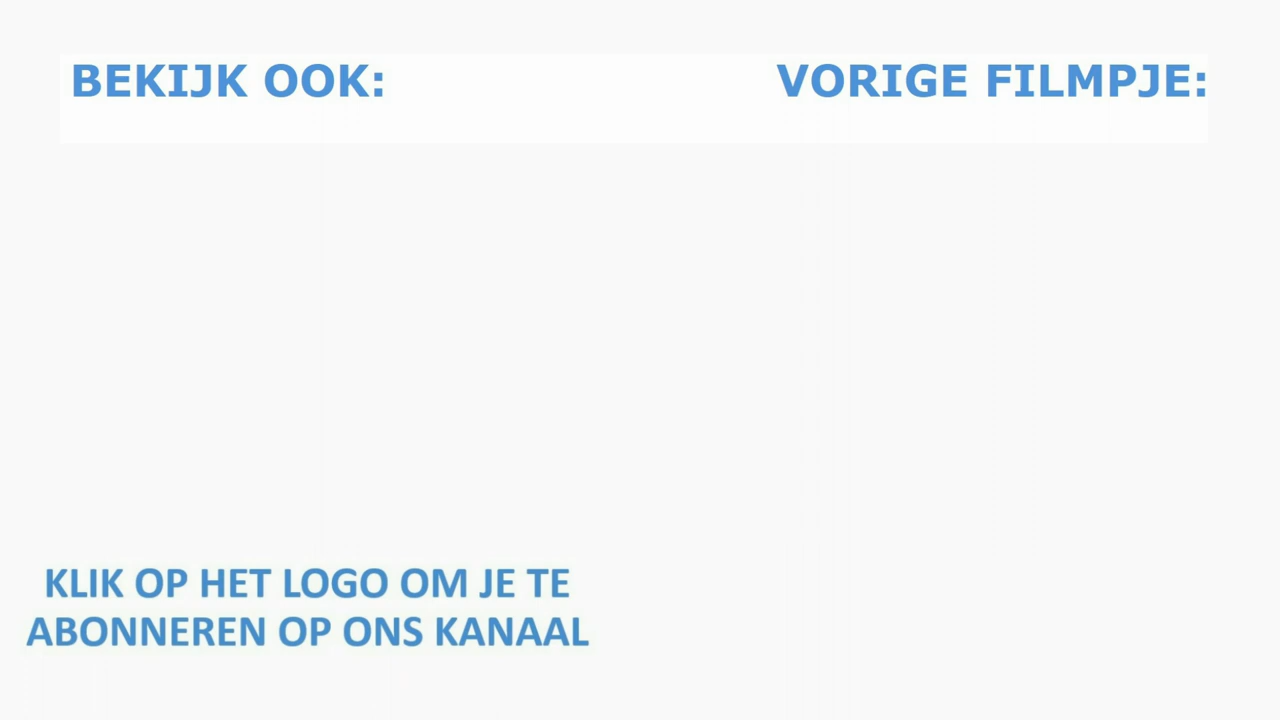 BEKIJK OOK:
VORIGE FILMPJE:
KLIK OP HET LOGO OM JE TE
ABONNEREN OP ONS KANAAL